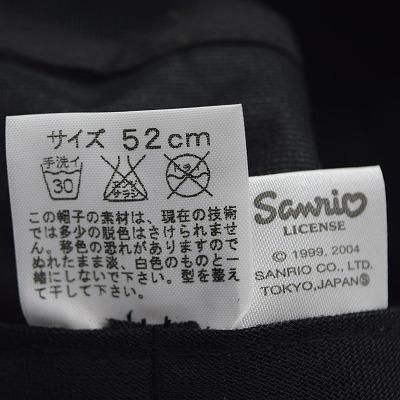 サイズ 52cm
手洗イ
30
エンソ
サラシ
この帽子の素材は、現在の技術
では多少の脱色はさけられませ
ん。移色の恐れがありますので
ぬれたまま淡、白色のものと一
緒にしないで下さい。型を整え
て干して下さい。
Sanrio
LICENSE
© 1999, 2004
SANRIO CO., LTD.
TOKYO, JAPAN Ⓢ